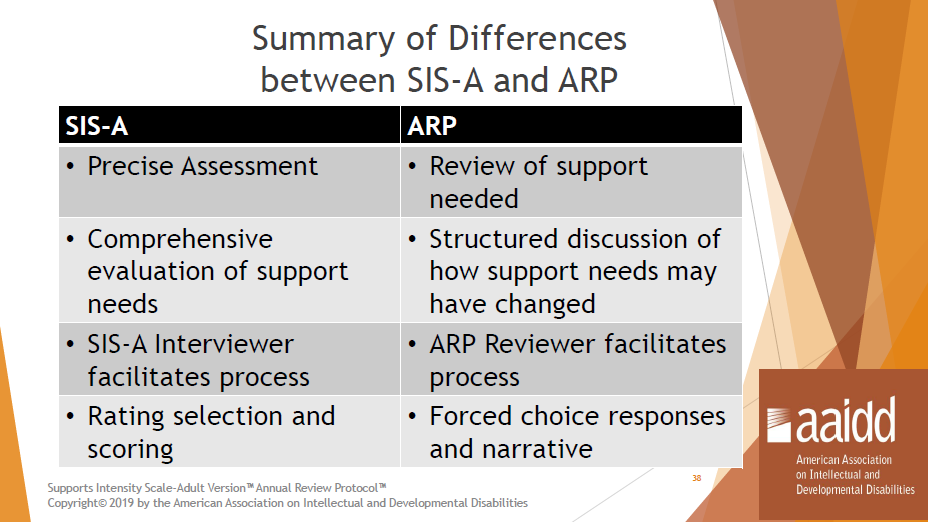 Summary of Differences
between SIS-A and ARP
SIS-A
ARP
• Precise Assessment
• Review of support
needed
• Comprehensive
evaluation of support
needs
• Structured discussion of
how support needs may
have changed
• SIS-A Interviewer
facilitates process
• ARP Reviewer facilitates
process
• Rating selection and
scoring
• Forced choice responses
and narrative
aaidd
American Association
on Intellectual and
Developmental Disabilities
Supports Intensity Scale-Adult Version™ Annual Review Protocol™
Copyright© 2019 by the American Association on Intellectual and Developmental Disabilities
38